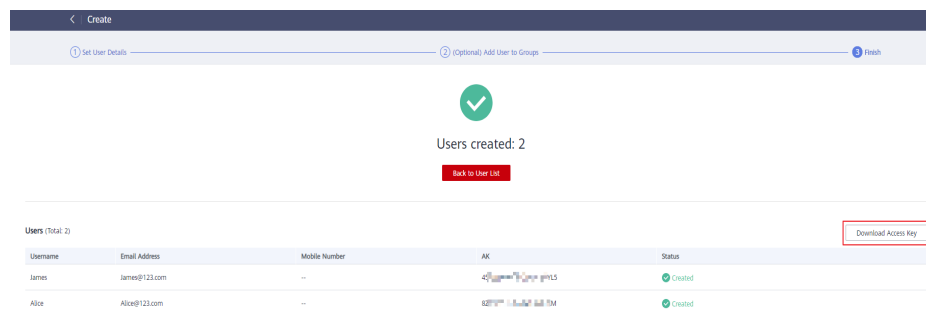 < | Create
1 Set User Details
2 (Optional) Add User to Groups
3 Finish
Users created: 2
Back to User List
Users (Total: 2)
Download Access Key
Username Email Address Mobile Number AK Status
James James@123.com -- Created
Alice Alice@123.com -- Created